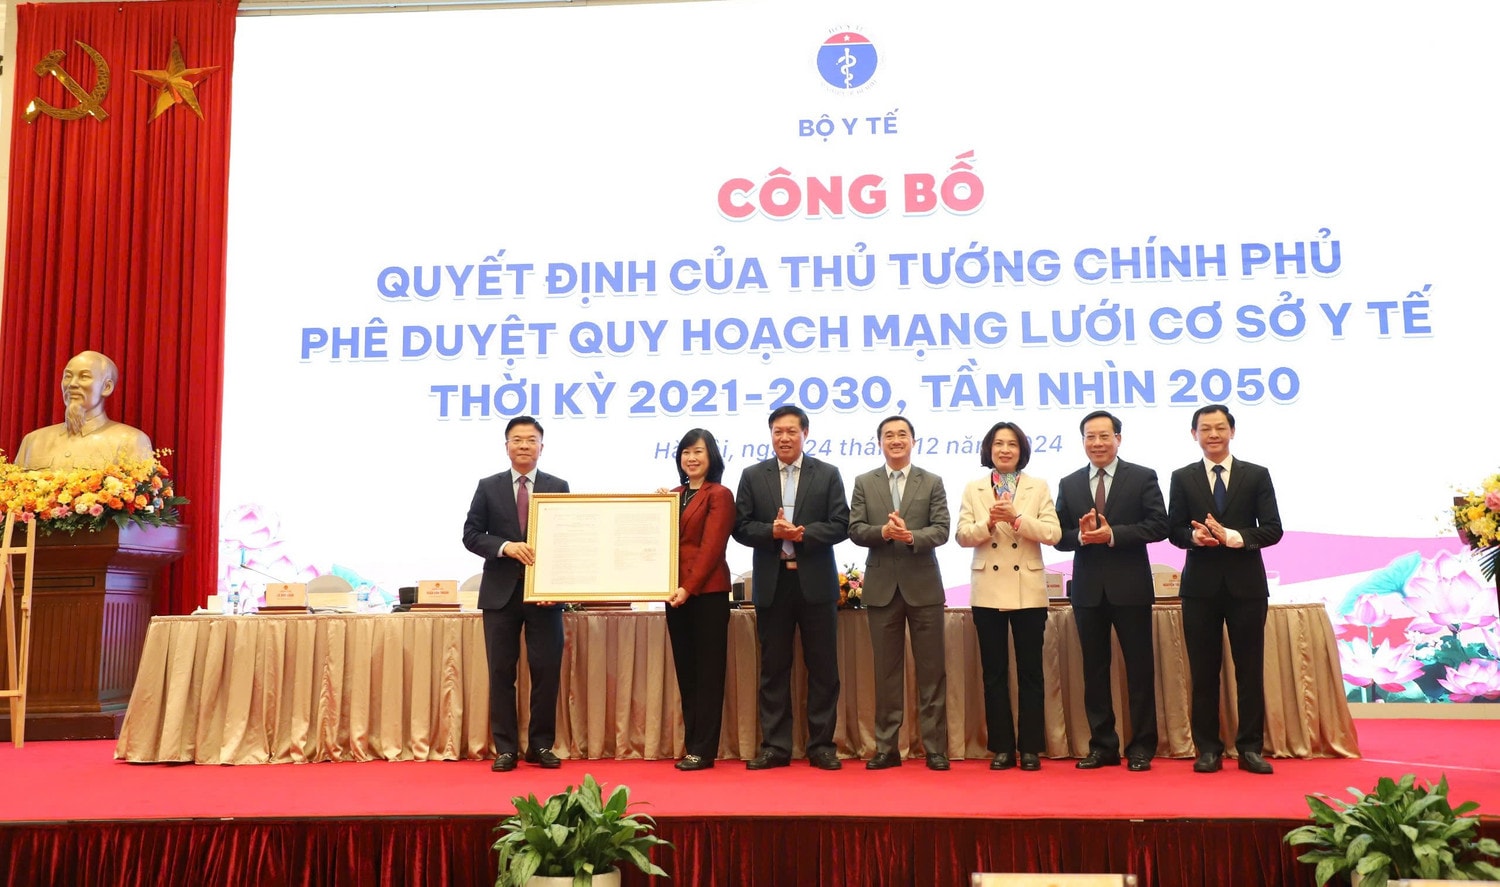 BỘ Y TẾ
CÔNG BỐ
QUYẾT ĐỊNH CỦA THỦ TƯỚNG CHÍNH PHỦ
PHÊ DUYỆT QUY HOẠCH MẠNG LƯỚI CƠ SỞ Y TẾ
THỜI KỲ 2021-2030, TẦM NHÌN 2050
24 12 2024